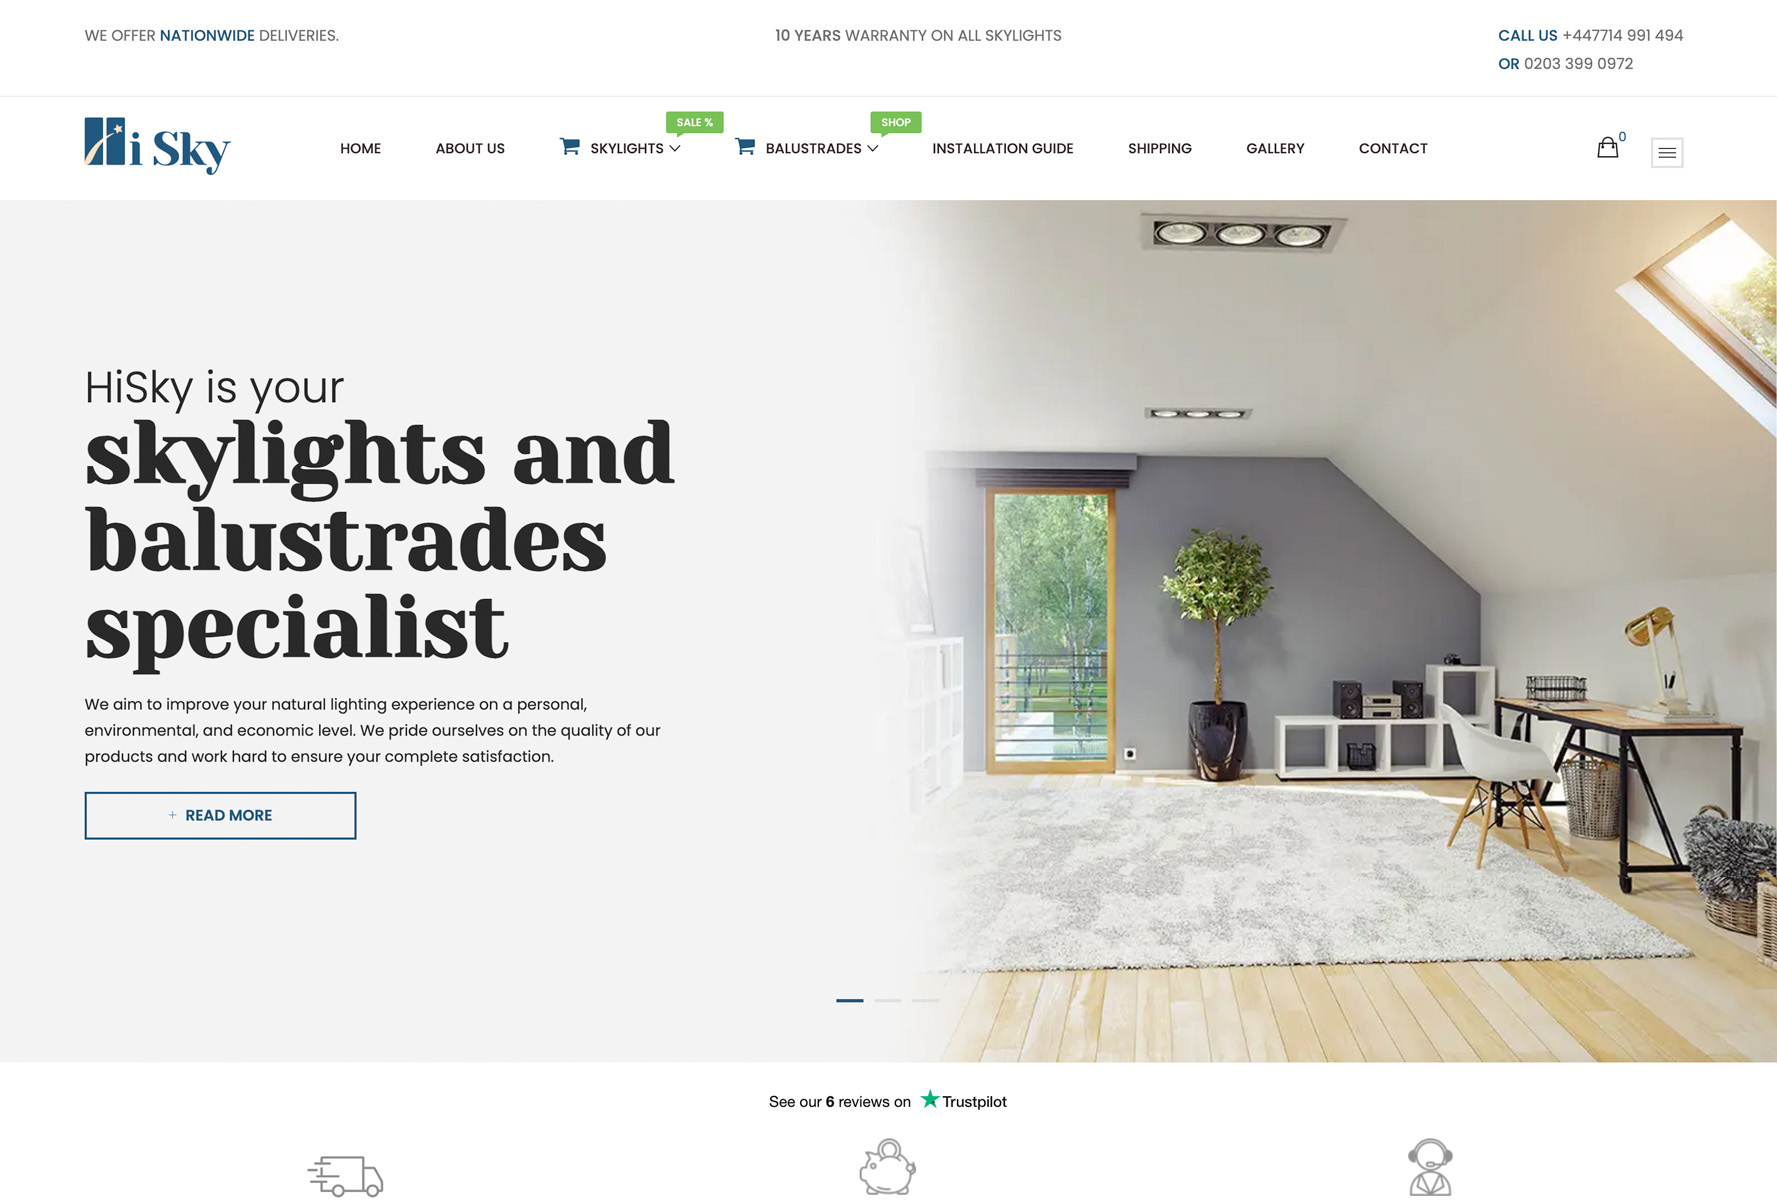 WE OFFER NATIONWIDE DELIVERIES.
10 YEARS WARRANTY ON ALL SKYLIGHTS
CALL US +447714 991 494
OR 0203 399 0972
Hi Sky
HOME
ABOUT US
SKYLIGHTS
SALE %
BALUSTRADES
SHOP
INSTALLATION GUIDE
SHIPPING
GALLERY
CONTACT
0
HiSky is your
skylights and
balustrades
specialist
We aim to improve your natural lighting experience on a personal,
environmental, and economic level. We pride ourselves on the quality of our
products and work hard to ensure your complete satisfaction.
+ READ MORE
See our 6 reviews on Trustpilot